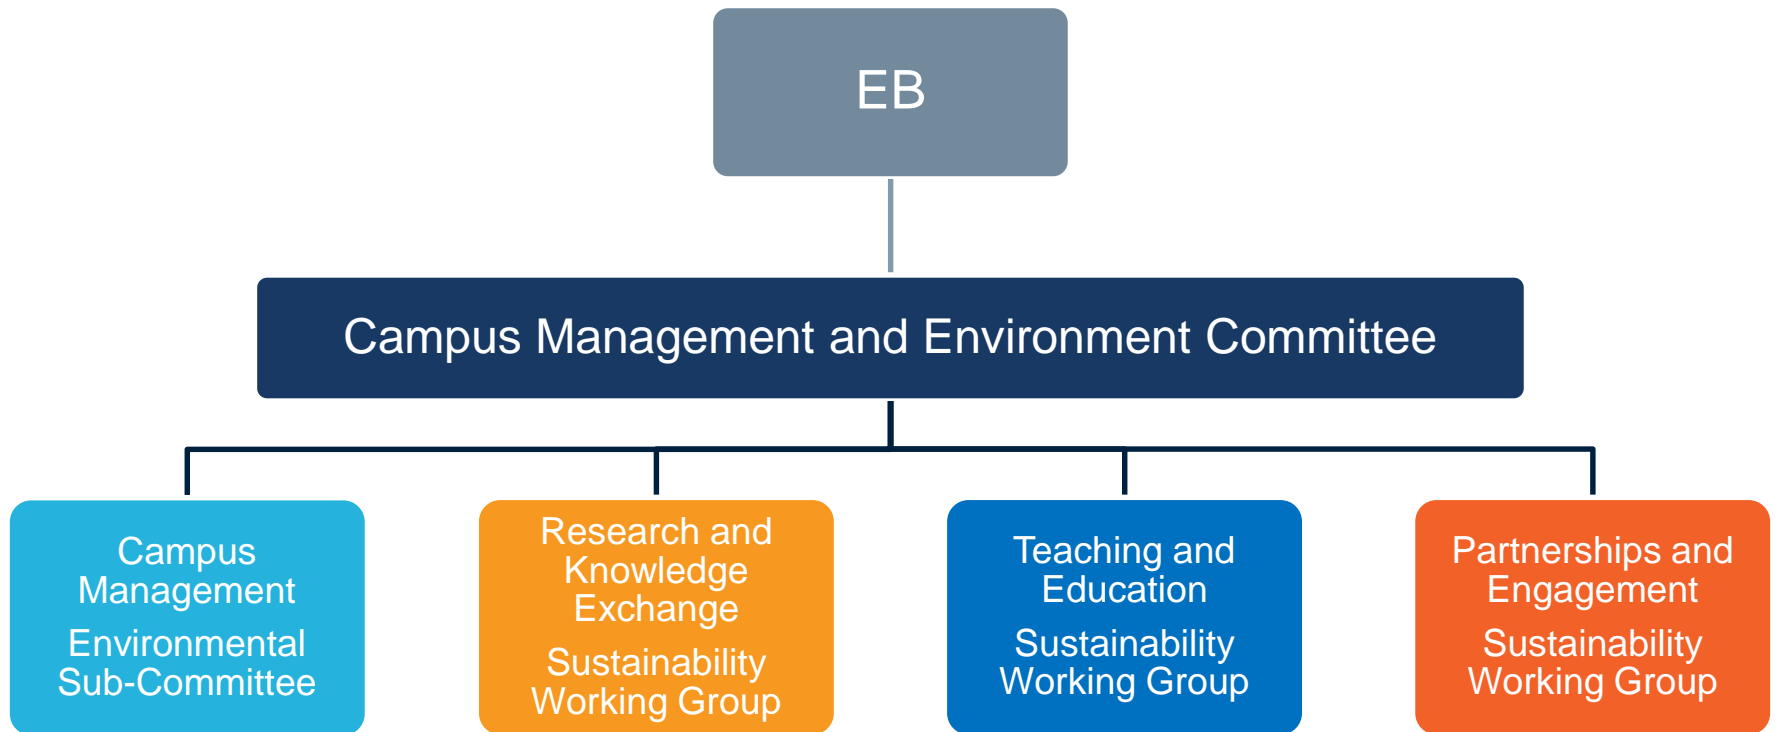 EB
Campus Management and Environment Committee
Campus
Management
Environmental
Sub-Committee
Research and
Knowledge
Exchange
Sustainability
Working Group
Teaching and
Education
Sustainability
Working Group
Partnerships and
Engagement
Sustainability
Working Group